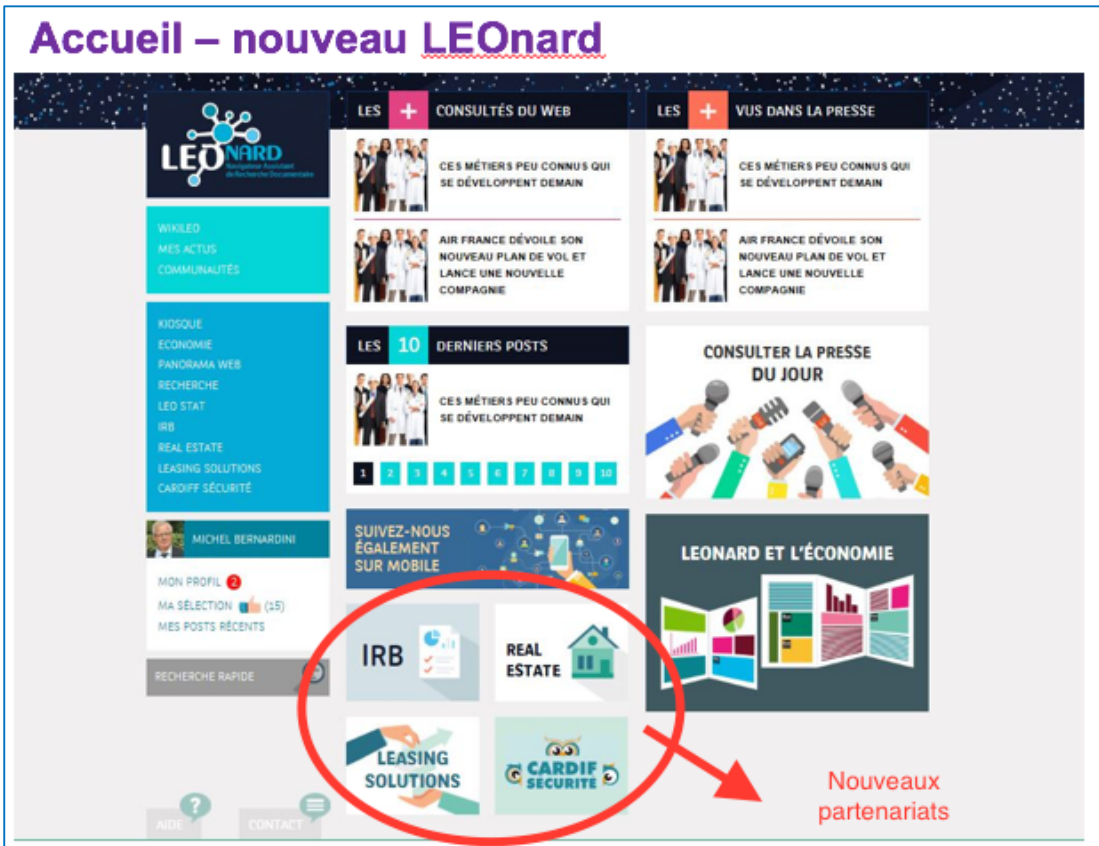 Accueil – nouveau LEOnard
LEONARD
Navigateur Assistant
de Recherche Documentaire
WIKILEO
MES ACTUS
COMMUNAUTÉS
KIOSQUE
ECONOMIE
PANORAMA WEB
RECHERCHE
LEO STAT
IRB
REAL ESTATE
LEASING SOLUTIONS
CARDIFF SÉCURITÉ
MICHEL BERNARDINI
MON PROFIL 2
MA SÉLECTION (15)
MES POSTS RÉCENTS
RECHERCHE RAPIDE
AIDE ?
CONTACT
LES + CONSULTÉS DU WEB
CES MÉTIERS PEU CONNUS QUI
SE DÉVELOPPENT DEMAIN
AIR FRANCE DÉVOILE SON
NOUVEAU PLAN DE VOL ET
LANCE UNE NOUVELLE
COMPAGNIE
LES + VUS DANS LA PRESSE
CES MÉTIERS PEU CONNUS QUI
SE DÉVELOPPENT DEMAIN
AIR FRANCE DÉVOILE SON
NOUVEAU PLAN DE VOL ET
LANCE UNE NOUVELLE
COMPAGNIE
LES 10 DERNIERS POSTS
CES MÉTIERS PEU CONNUS QUI
SE DÉVELOPPENT DEMAIN
1 2 3 4 5 6 7 8 9 10
CONSULTER LA PRESSE
DU JOUR
SUIVEZ-NOUS
ÉGALEMENT
SUR MOBILE
LEONARD ET L'ÉCONOMIE
IRB
REAL
ESTATE
LEASING
SOLUTIONS
CARDIF
SECURITE
Nouveaux
partenariats